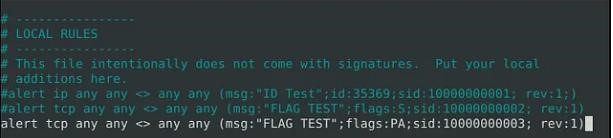 # ----------------
# LOCAL RULES
# ----------------
# This file intentionally does not come with signatures.  Put your local
# additions here.
#alert ip any any <> any any (msg:"ID Test";id:35369;sid:10000000001; rev:1;)
#alert tcp any any <> any any (msg:"FLAG TEST";flags:S;sid:10000000002; rev:1)
alert tcp any any <> any any (msg:"FLAG TEST";flags:PA;sid:10000000003; rev:1)